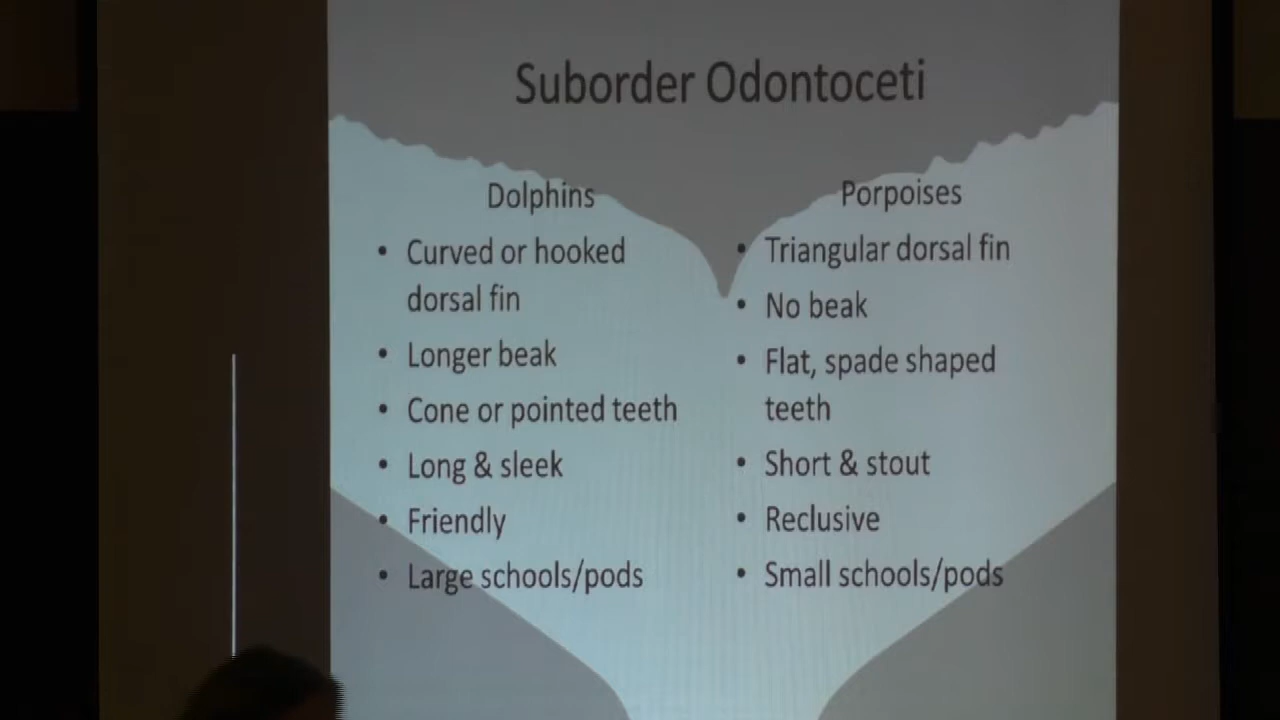 Suborder Odontoceti
Dolphins
• Curved or hooked
dorsal fin
• Longer beak
• Cone or pointed teeth
• Long & sleek
• Friendly
• Large schools/pods
Porpoises
• Triangular dorsal fin
• No beak
• Flat, spade shaped
teeth
• Short & stout
• Reclusive
• Small schools/pods